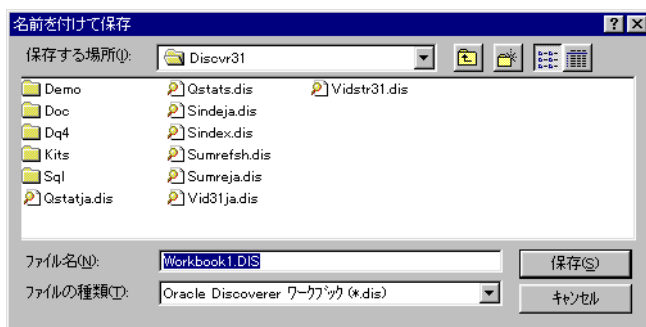 名前を付けて保存
保存する場所(I): Discvr31
Demo Qstats.dis Vidstr31.dis
Doc Sindeja.dis
Dq4 Sindex.dis
Kits Sumrefsh.dis
Sql Sumreja.dis
Qstatja.dis Vid31ja.dis
ファイル名(N): Workbook1.DIS 保存(S)
ファイルの種類(T): Oracle Discoverer ワークブック (*.dis) キャンセル